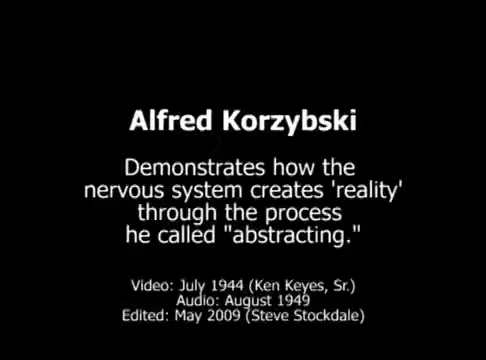 Alfred Korzybski
Demonstrates how the
nervous system creates 'reality'
through the process
he called "abstracting."
Video: July 1944 (Ken Keyes, Sr.)
Audio: August 1949
Edited: May 2009 (Steve Stockdale)